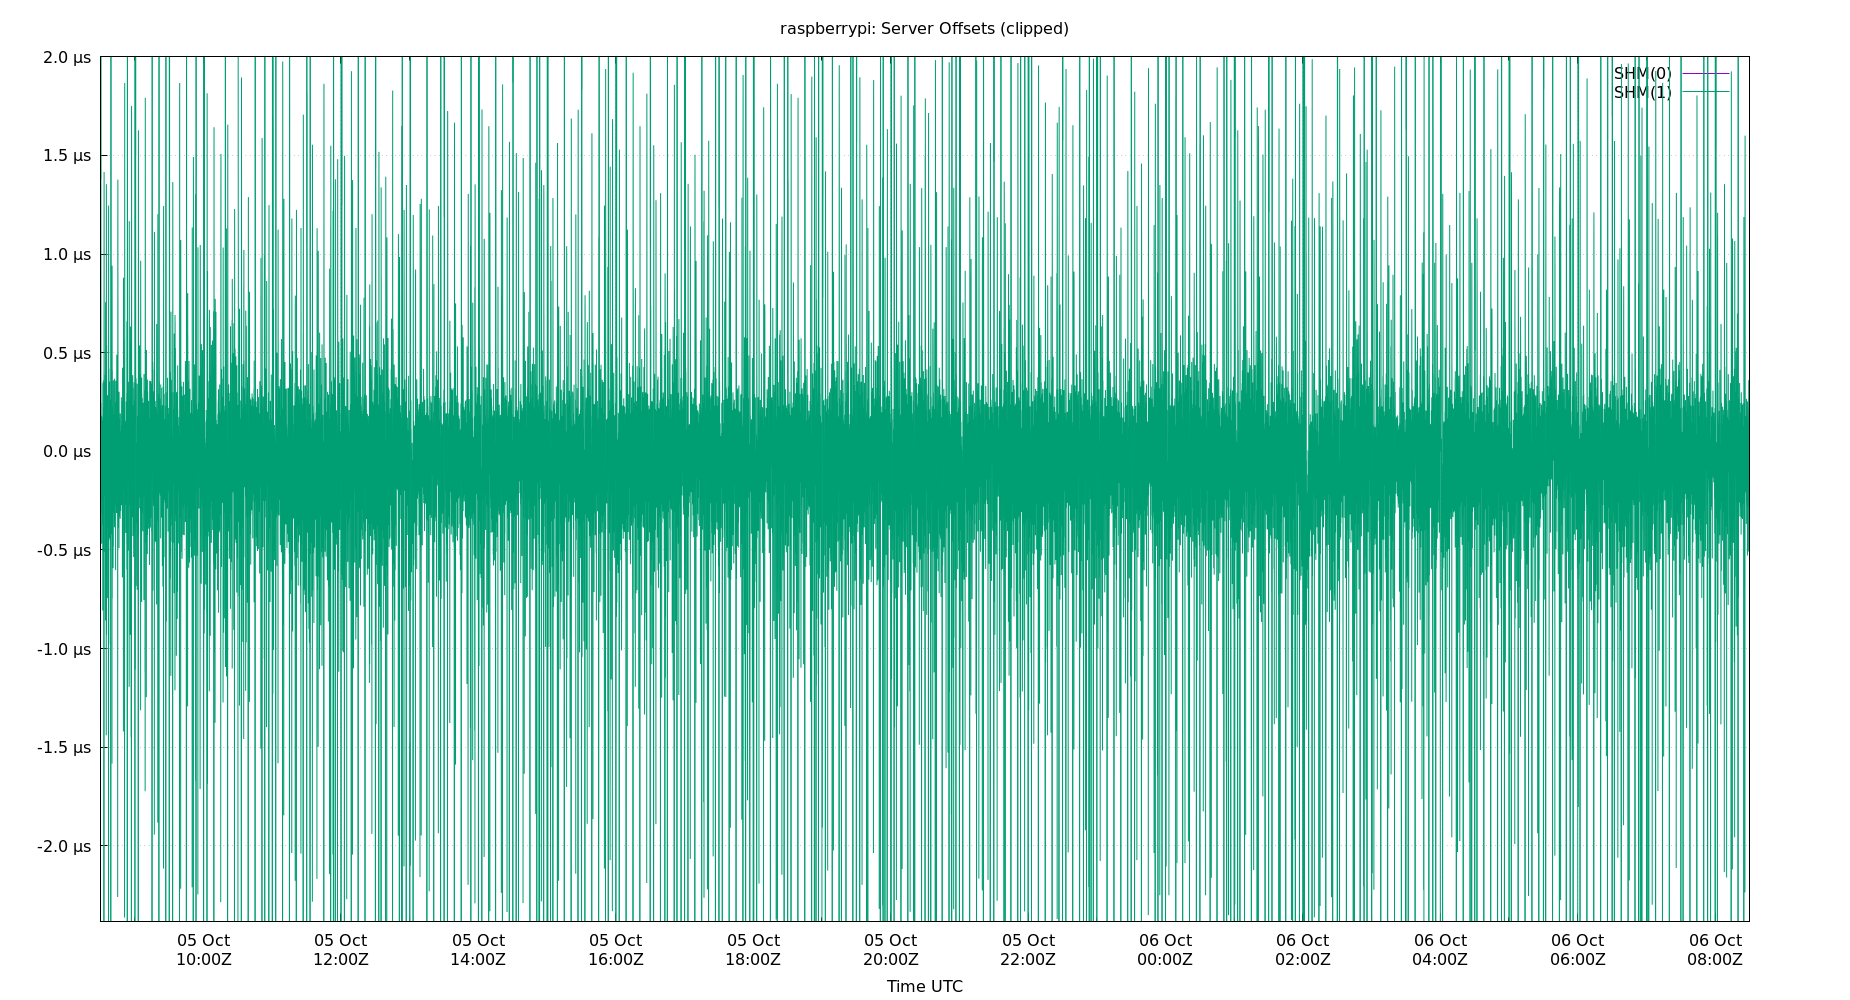 raspberrypi: Server Offsets (clipped)
2.0 µs
1.5 µs
1.0 µs
0.5 µs
0.0 µs
-0.5 µs
-1.0 µs
-1.5 µs
-2.0 µs
SHM(0)
SHM(1)
05 Oct 05 Oct 05 Oct 05 Oct 05 Oct 05 Oct 05 Oct 06 Oct 06 Oct 06 Oct 06 Oct 06 Oct
10:00Z 12:00Z 14:00Z 16:00Z 18:00Z 20:00Z 22:00Z 00:00Z 02:00Z 04:00Z 06:00Z 08:00Z
Time UTC